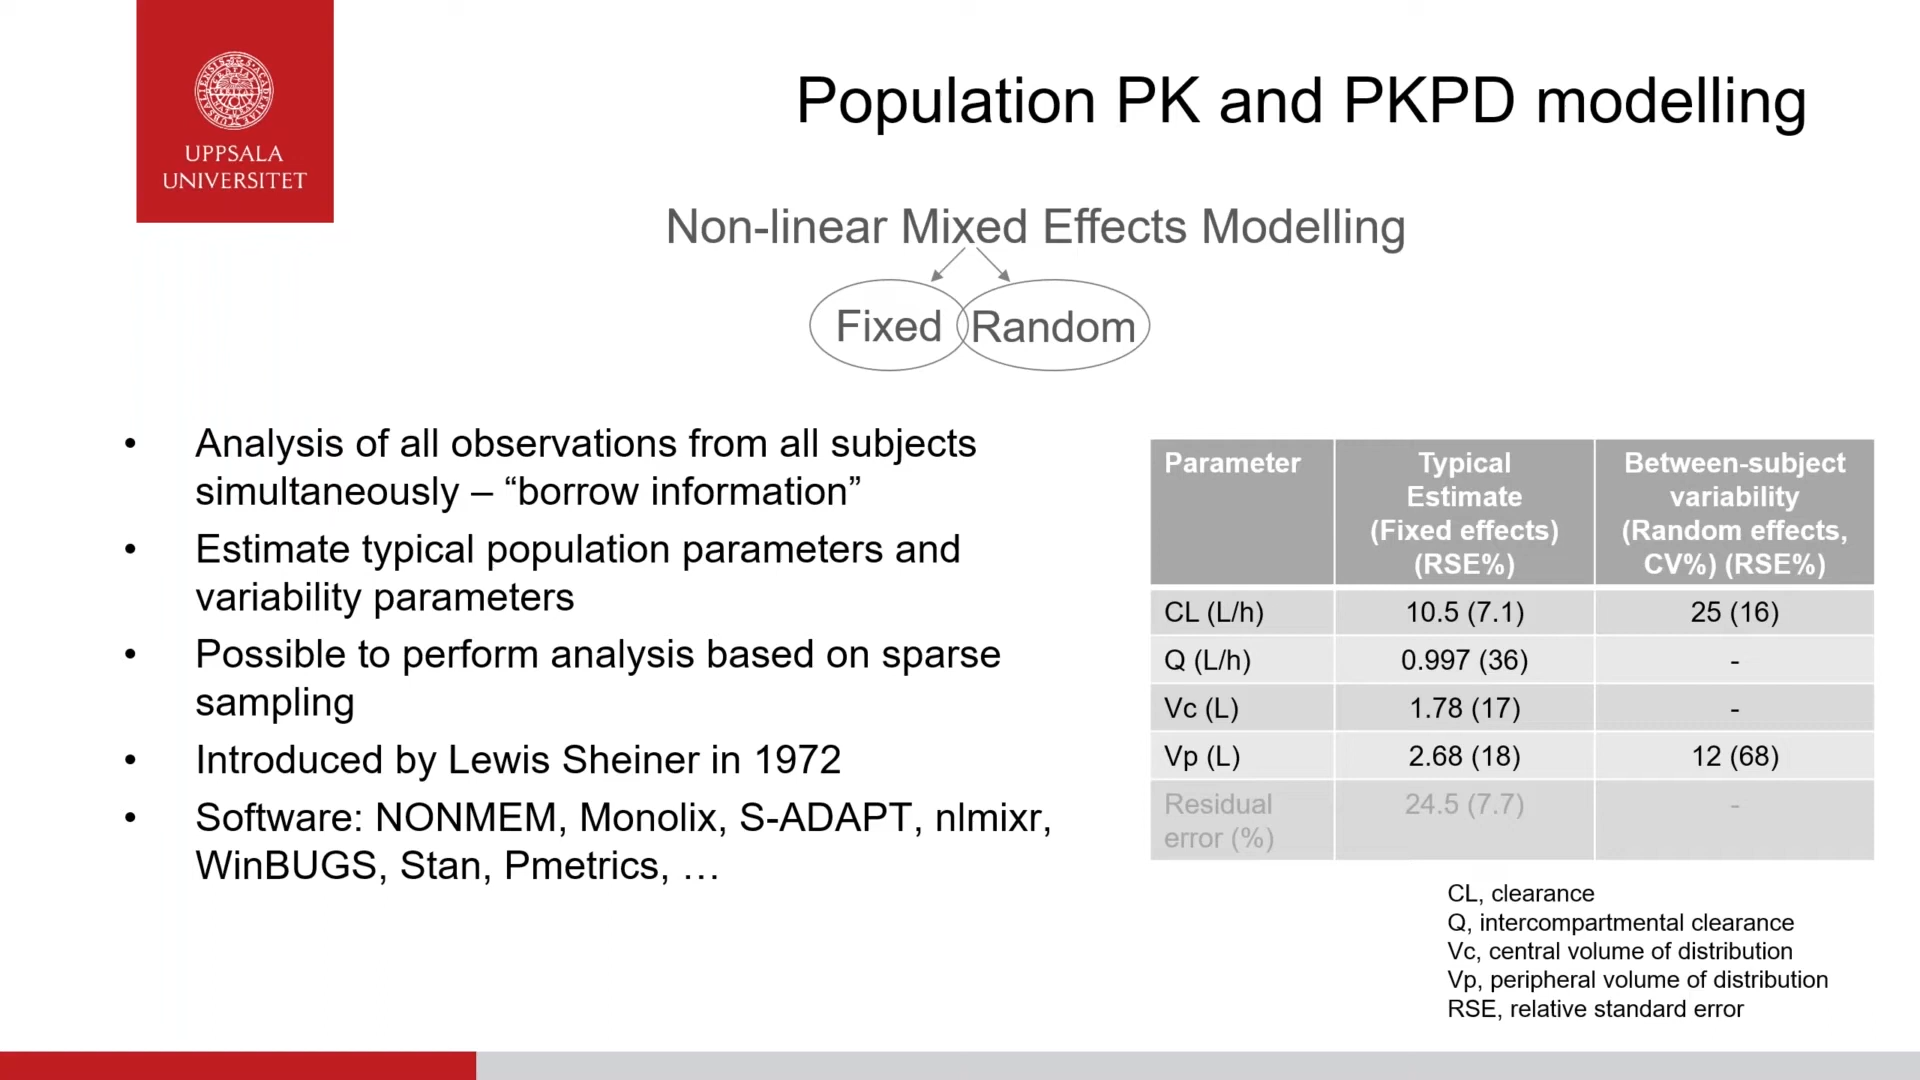 UPPSALA
UNIVERSITET
Population PK and PKPD modelling
Non-linear Mixed Effects Modelling
Fixed Random
• Analysis of all observations from all subjects
simultaneously – “borrow information”
• Estimate typical population parameters and
variability parameters
• Possible to perform analysis based on sparse
sampling
• Introduced by Lewis Sheiner in 1972
• Software: NONMEM, Monolix, S-ADAPT, nlmixr,
WinBUGS, Stan, Pmetrics, …
Parameter
Typical
Estimate
(Fixed effects)
(RSE%)
Between-subject
variability
(Random effects,
CV%) (RSE%)
CL (L/h) 10.5 (7.1) 25 (16)
Q (L/h) 0.997 (36) -
Vc (L) 1.78 (17) -
Vp (L) 2.68 (18) 12 (68)
Residual
error (%)
24.5 (7.7) -
CL, clearance
Q, intercompartmental clearance
Vc, central volume of distribution
Vp, peripheral volume of distribution
RSE, relative standard error